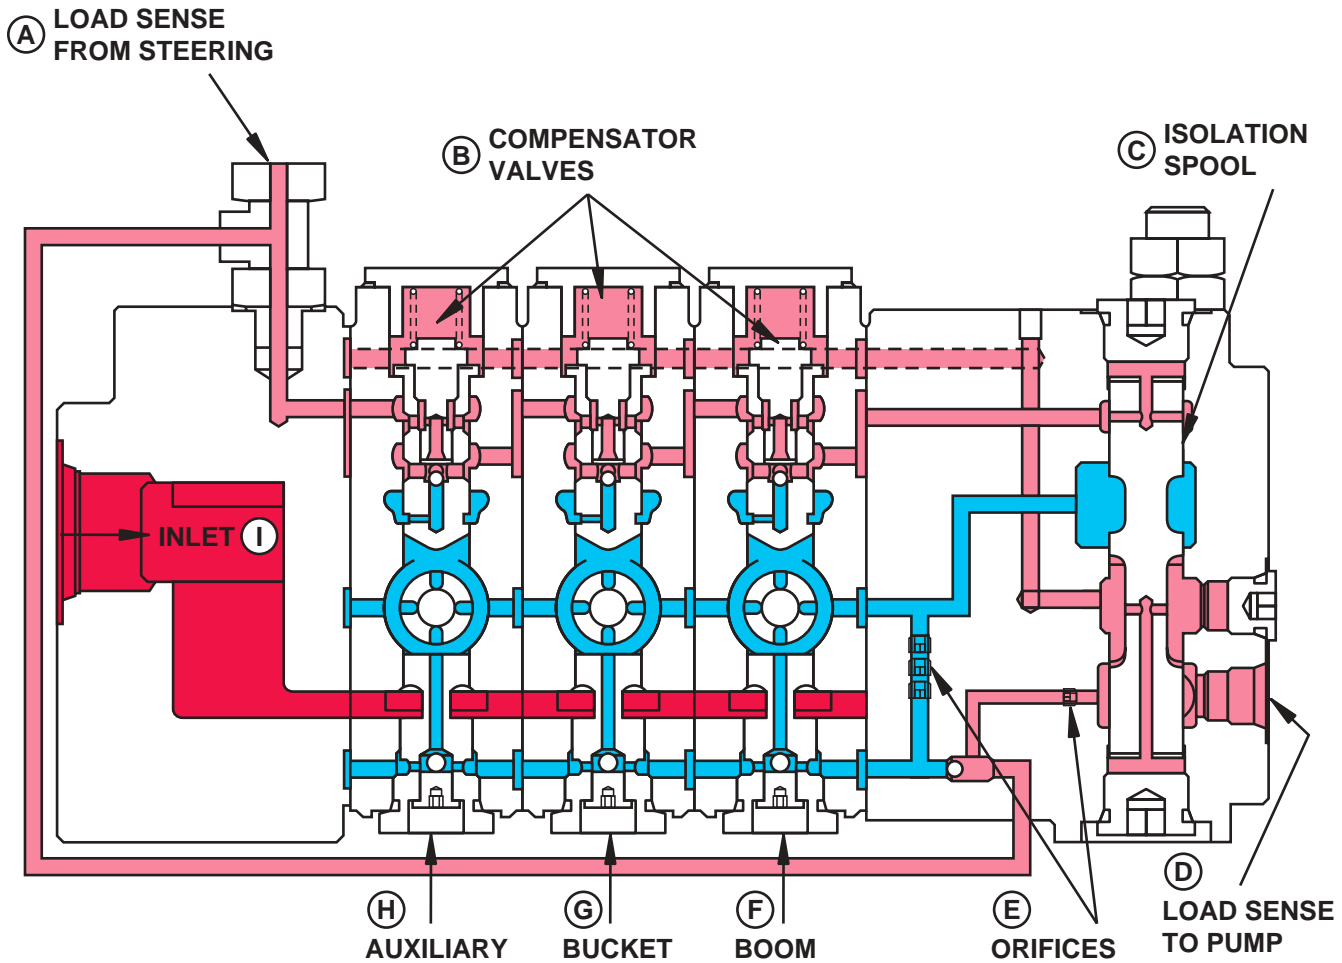 A LOAD SENSE
FROM STEERING
B COMPENSATOR
VALVES
C ISOLATION
SPOOL
INLET I
H
AUXILIARY
G
BUCKET
F
BOOM
E
ORIFICES
D
LOAD SENSE
TO PUMP